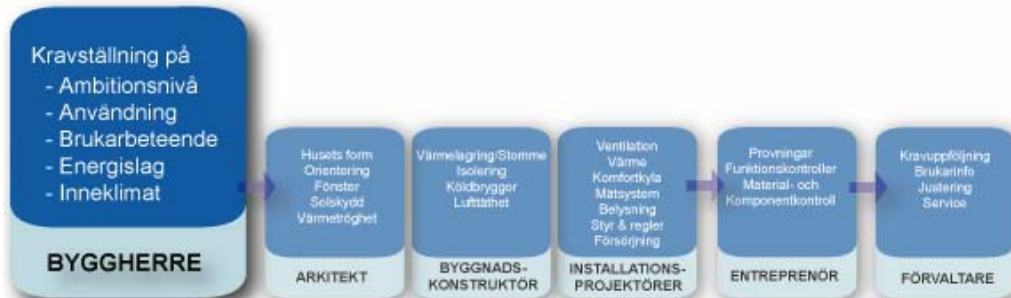 Kravställning på
- Ambitionsnivå
- Användning
- Brukarbeteende
- Energislag
- Inneklimat
BYGGHERRE
Husets form
Orientering
Fönster
Solskydd
Värmetröghet
ARKITEKT
Värmelagring/Stomme
Isolering
Köldbryggor
Lufttäthet
BYGGNADS-
KONSTRUKTÖR
Ventilation
Värme
Komfortkyla
Mätsystem
Belysning
Styr & regler
Försörjning
INSTALLATIONS-
PROJEKTÖRER
Provningar
Funktionskontroller
Material- och
Komponentkontroll
ENTREPRENÖR
Kravuppföljning
Brukarinfo
Justering
Service
FÖRVALTARE